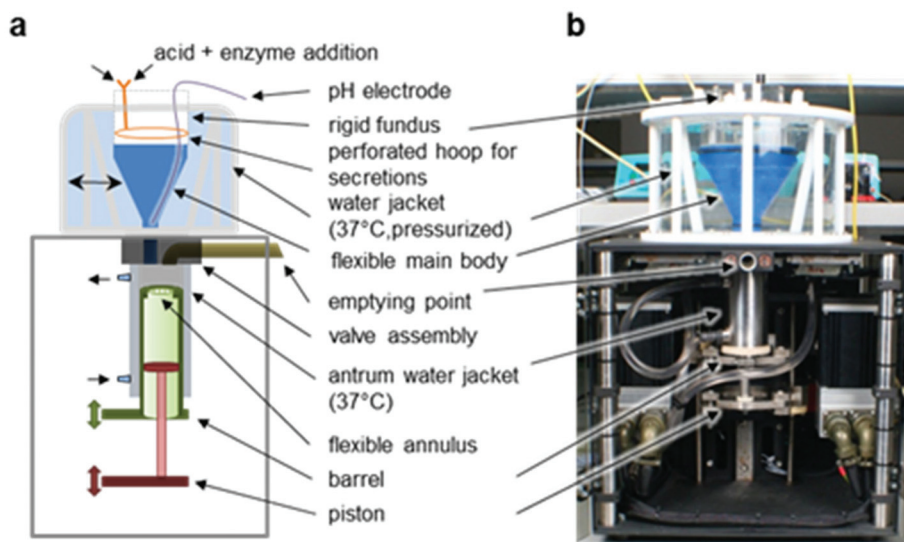 a
b
acid + enzyme addition
pH electrode
rigid fundus
perforated hoop for
secretions
water jacket
(37°C,pressurized)
flexible main body
emptying point
valve assembly
antrum water jacket
(37°C)
flexible annulus
barrel
piston